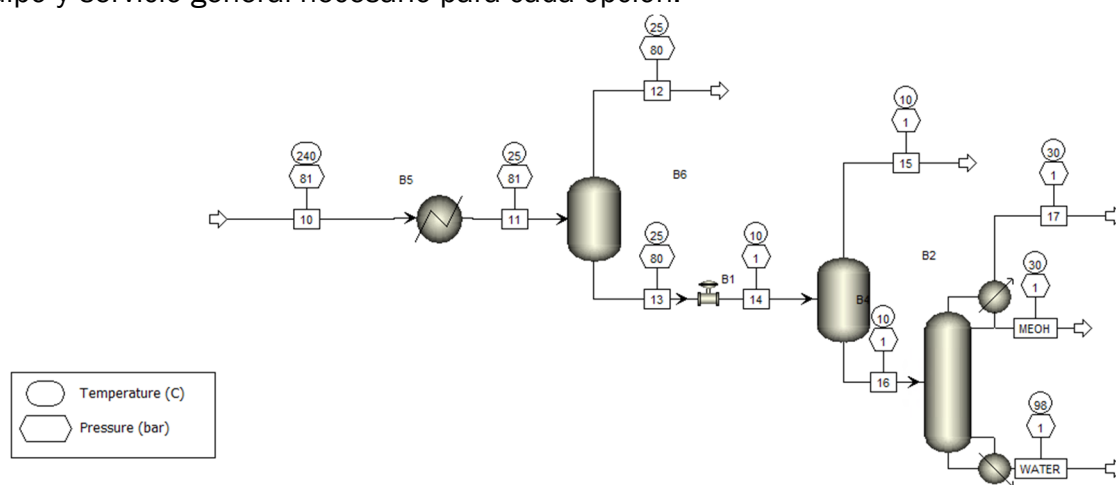 ipo y servicio general necesario para cada opción.
25
80
12
10
1
15
240
81
10
B5
25
81
11
B6
30
1
17
25
80
13
B1
10
1
14
B2
30
1
MEOH
B4
10
1
16
98
1
WATER
Temperature (C)
Pressure (bar)